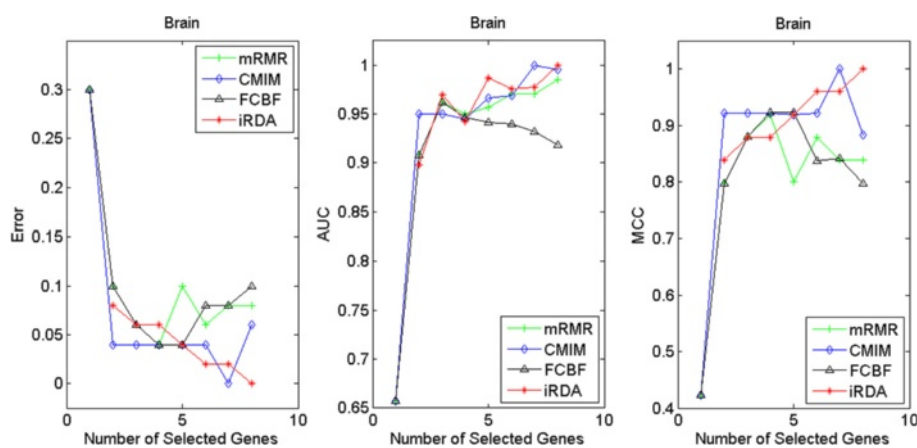 Brain
0.3
0.25
0.2
0.15
0.1
0.05
0
Error
0
5
10
Number of Selected Genes
mRMR
CMIM
FCBF
iRDA
Brain
1
0.95
0.9
0.85
0.8
0.75
0.7
0.65
AUC
0
5
10
Number of Selected Genes
mRMR
CMIM
FCBF
iRDA
Brain
1
0.9
0.8
0.7
0.6
0.5
0.4
MCC
0
5
10
Number of Selected Genes
mRMR
CMIM
FCBF
iRDA